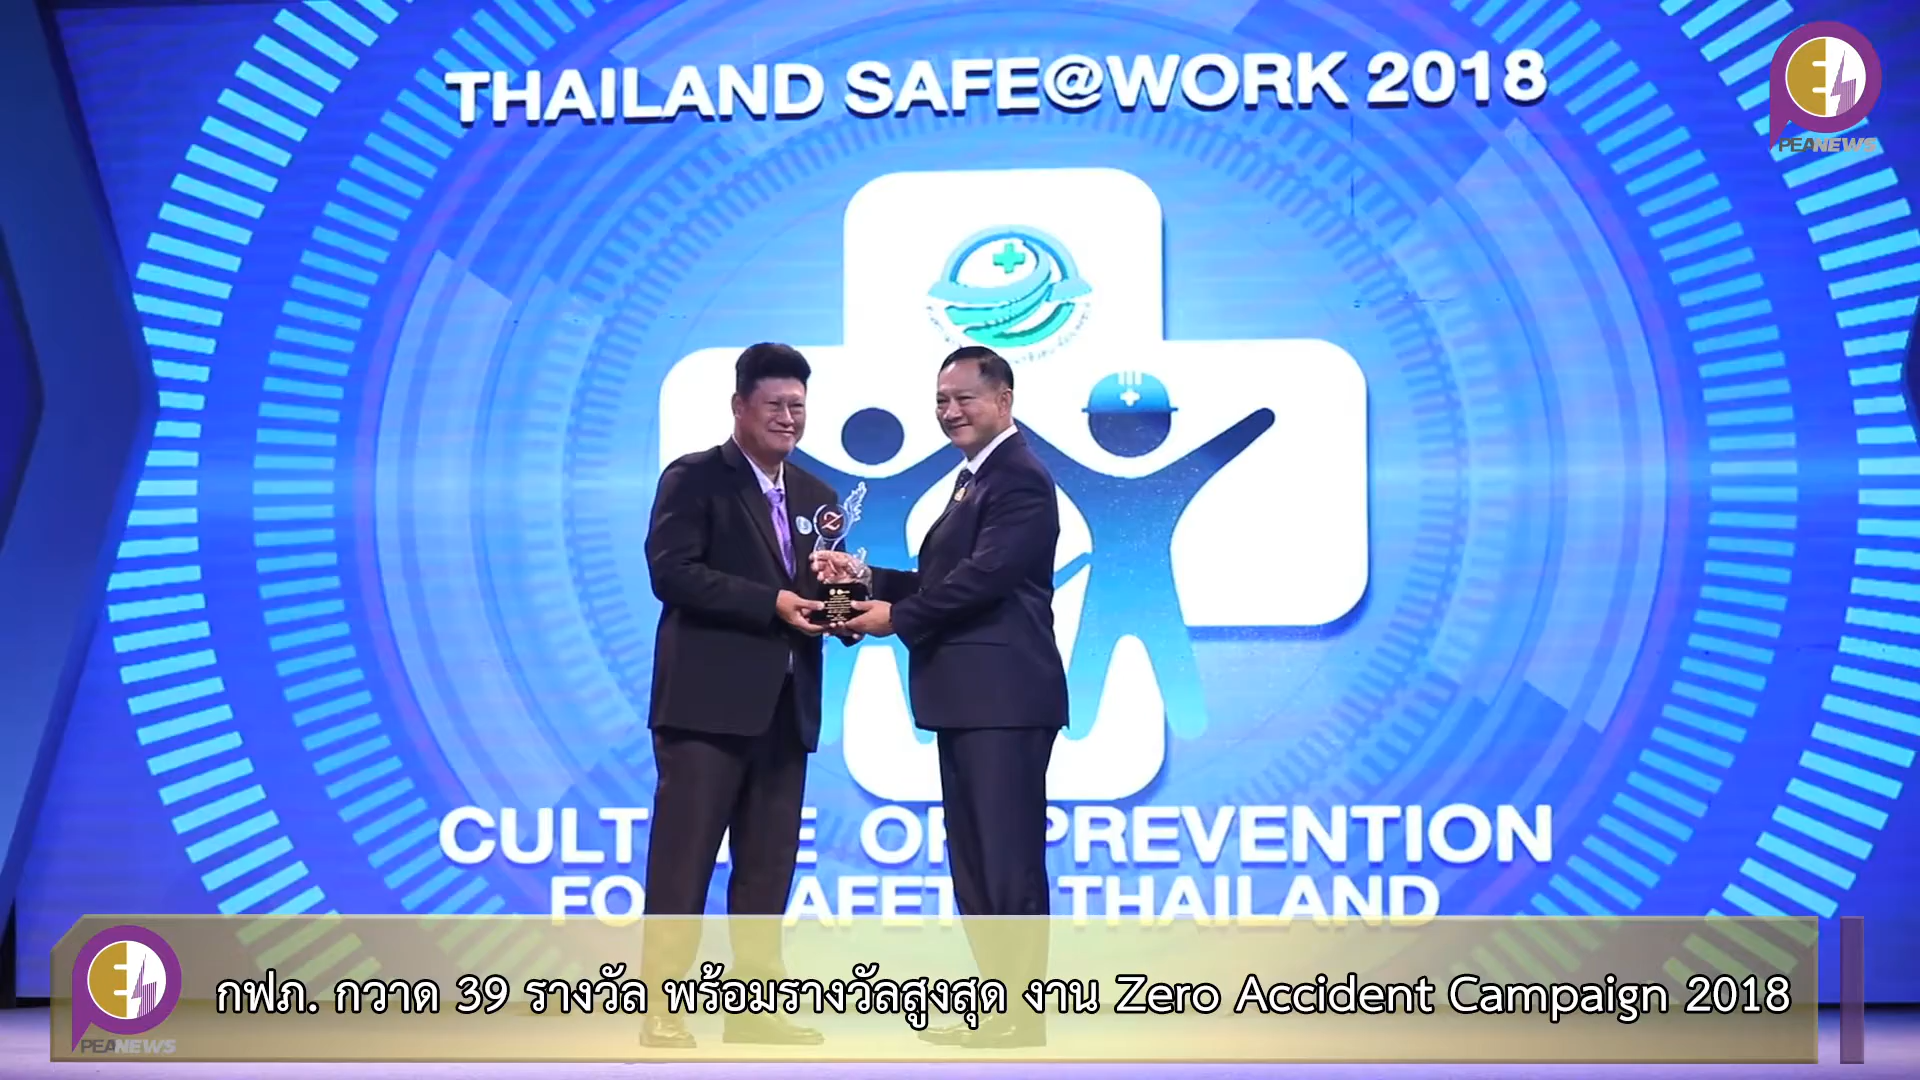 THAILAND SAFE@WORK 2018
PEANEWS
Z
CULT E OF PREVENTION
FO AFET THAILAND
กฟภ. กวาด 39 รางวัล พร้อมรางวัลสูงสุด งาน Zero Accident Campaign 2018
PEANEWS